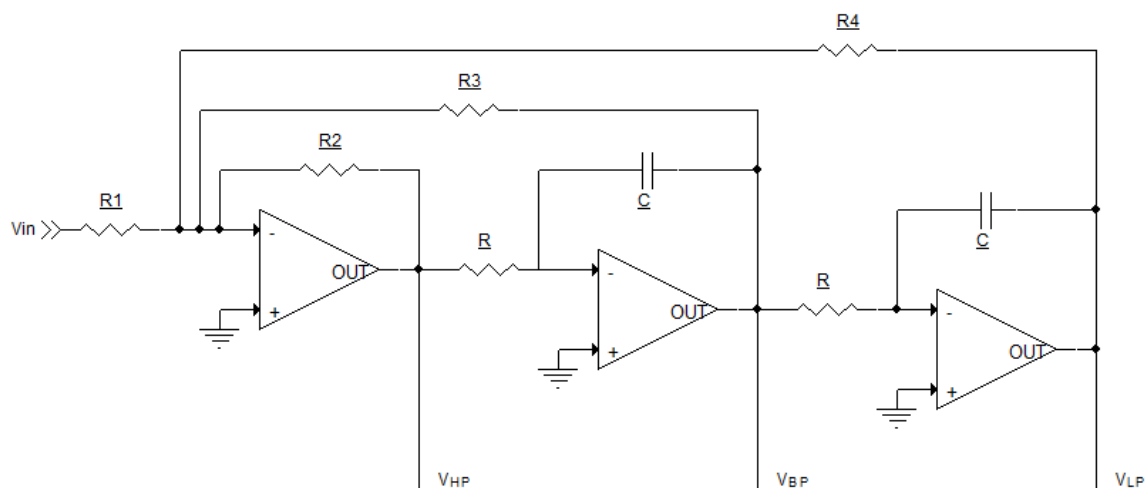 R4
R3
R2
R1
C
Vin
-
R
C
OUT
-
R
+
OUT
-
+
OUT
+
VHP
VBP
VLP